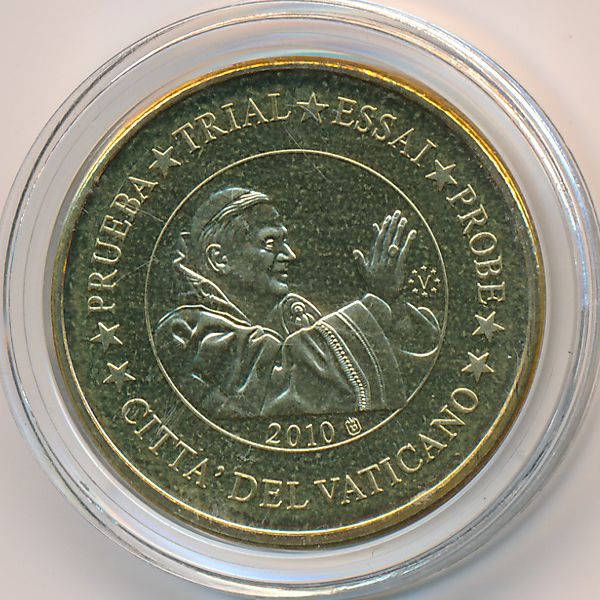 PRUEBA ★ TRIAL ★ ESSAI ★ PROBE
2010
CITTA' DEL VATICANO